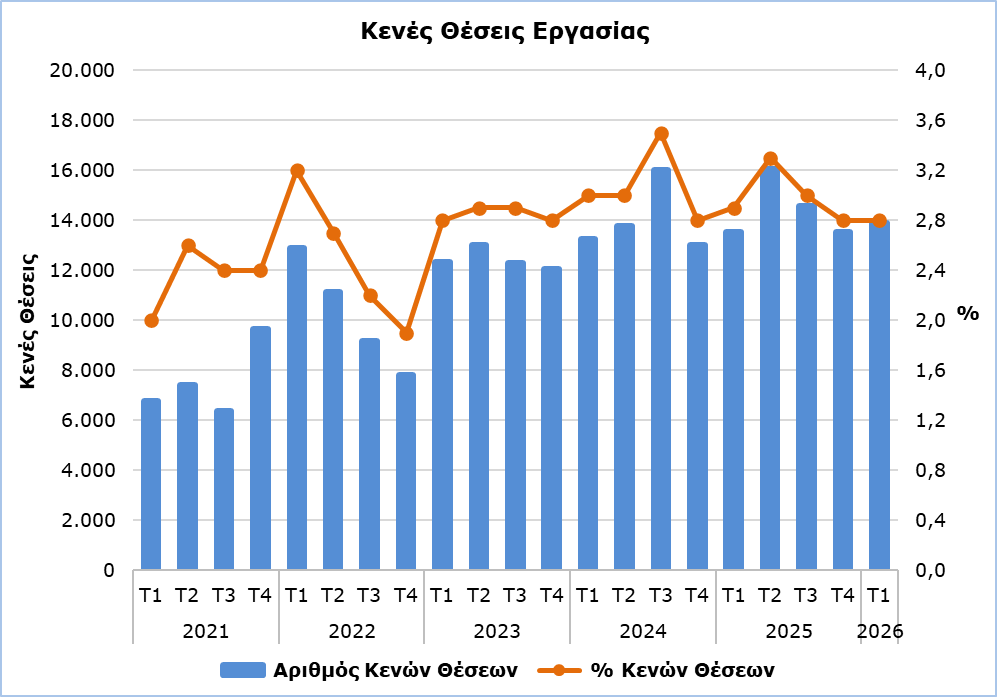 Κενές Θέσεις Εργασίας
20.000 4,0
18.000 3,6
16.000 3,2
14.000 2,8
12.000 2,4
10.000 2,0
8.000 1,6
6.000 1,2
4.000 0,8
2.000 0,4
0 0,0
Κενές Θέσεις
%
Τ1 Τ2 Τ3 Τ4 Τ1 Τ2 Τ3 Τ4 Τ1 Τ2 Τ3 Τ4 Τ1 Τ2 Τ3 Τ4 Τ1 Τ2 Τ3 Τ4 Τ1
2021 2022 2023 2024 2025 2026
Αριθμός Κενών Θέσεων % Κενών Θέσεων